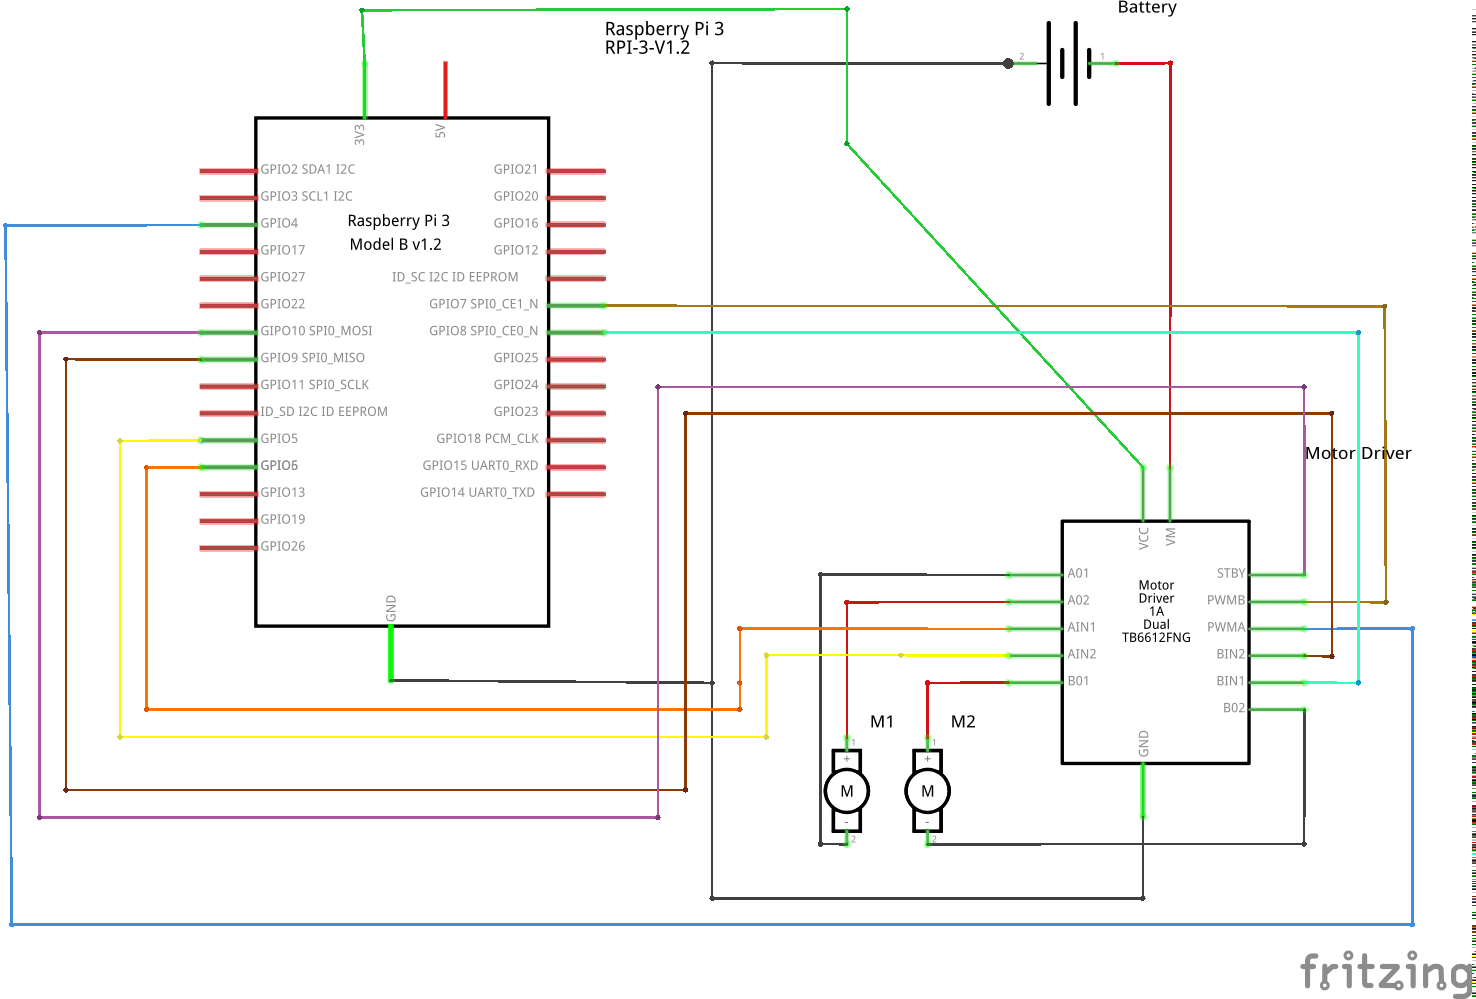 Battery
Raspberry Pi 3
RPI-3-V1.2
2
1
3V3
5V
GPIO2 SDA1 I2C
GPIO21
GPIO3 SCL1 I2C
GPIO20
GPIO4
Raspberry Pi 3
GPIO16
GPIO17
Model B v1.2
GPIO12
GPIO27
ID_SC I2C ID EEPROM
GPIO22
GPIO7 SPI0_CE1_N
GIPO10 SPI0_MOSI
GPIO8 SPI0_CE0_N
GPIO9 SPI0_MISO
GPIO25
GPIO11 SPI0_SCLK
GPIO24
ID_SD I2C ID EEPROM
GPIO23
GPIO5
GPIO18 PCM_CLK
GPIO6
GPIO15 UART0_RXD
GPIO13
GPIO14 UART0_TXD
GPIO19
GPIO26
GND
Motor Driver
VCC
VM
A01
STBY
A02
PWMB
AIN1
PWMA
AIN2
BIN2
B01
BIN1
B02
Motor
Driver
1A
Dual
TB6612FNG
GND
M1
M2
1
1
+
+
M
M
-
-
2
2
fritzing